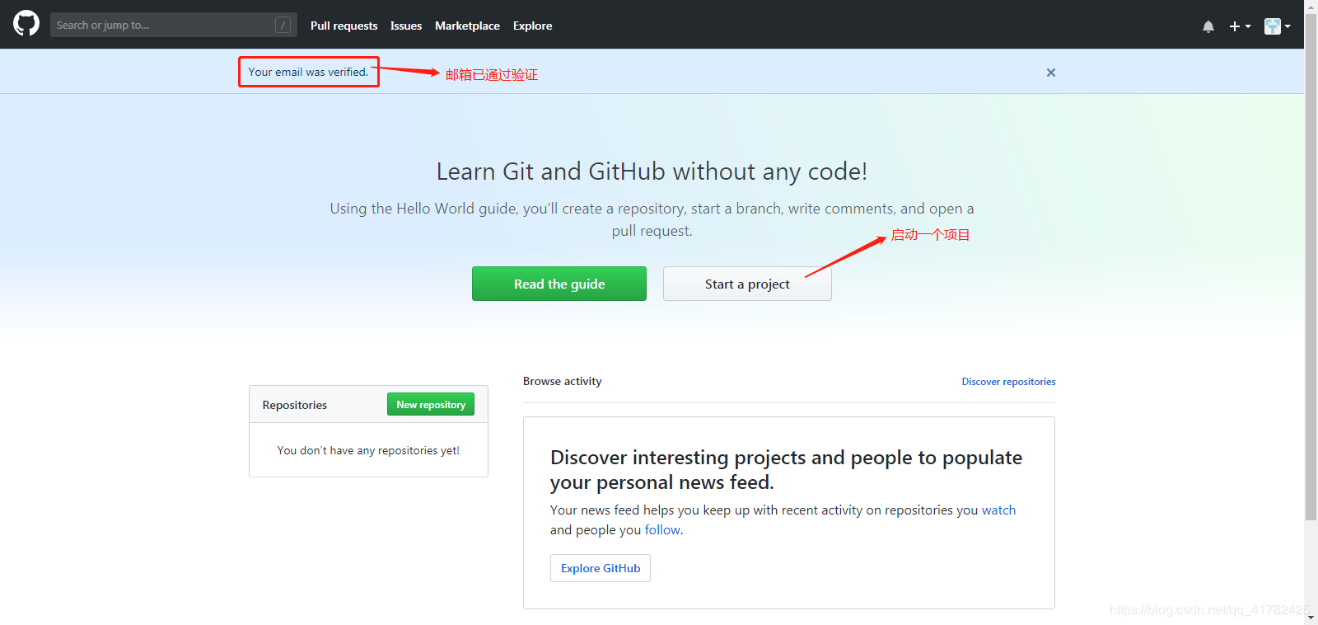 Search or jump to...
/
Pull requests Issues Marketplace Explore
Your email was verified.
邮箱已通过验证
Learn Git and GitHub without any code!
Using the Hello World guide, you’ll create a repository, start a branch, write comments, and open a
pull request.
启动一个项目
Read the guide
Start a project
Repositories
New repository
You don’t have any repositories yet!
Browse activity
Discover repositories
Discover interesting projects and people to populate
your personal news feed.
Your news feed helps you keep up with recent activity on repositories you watch
and people you follow.
Explore GitHub